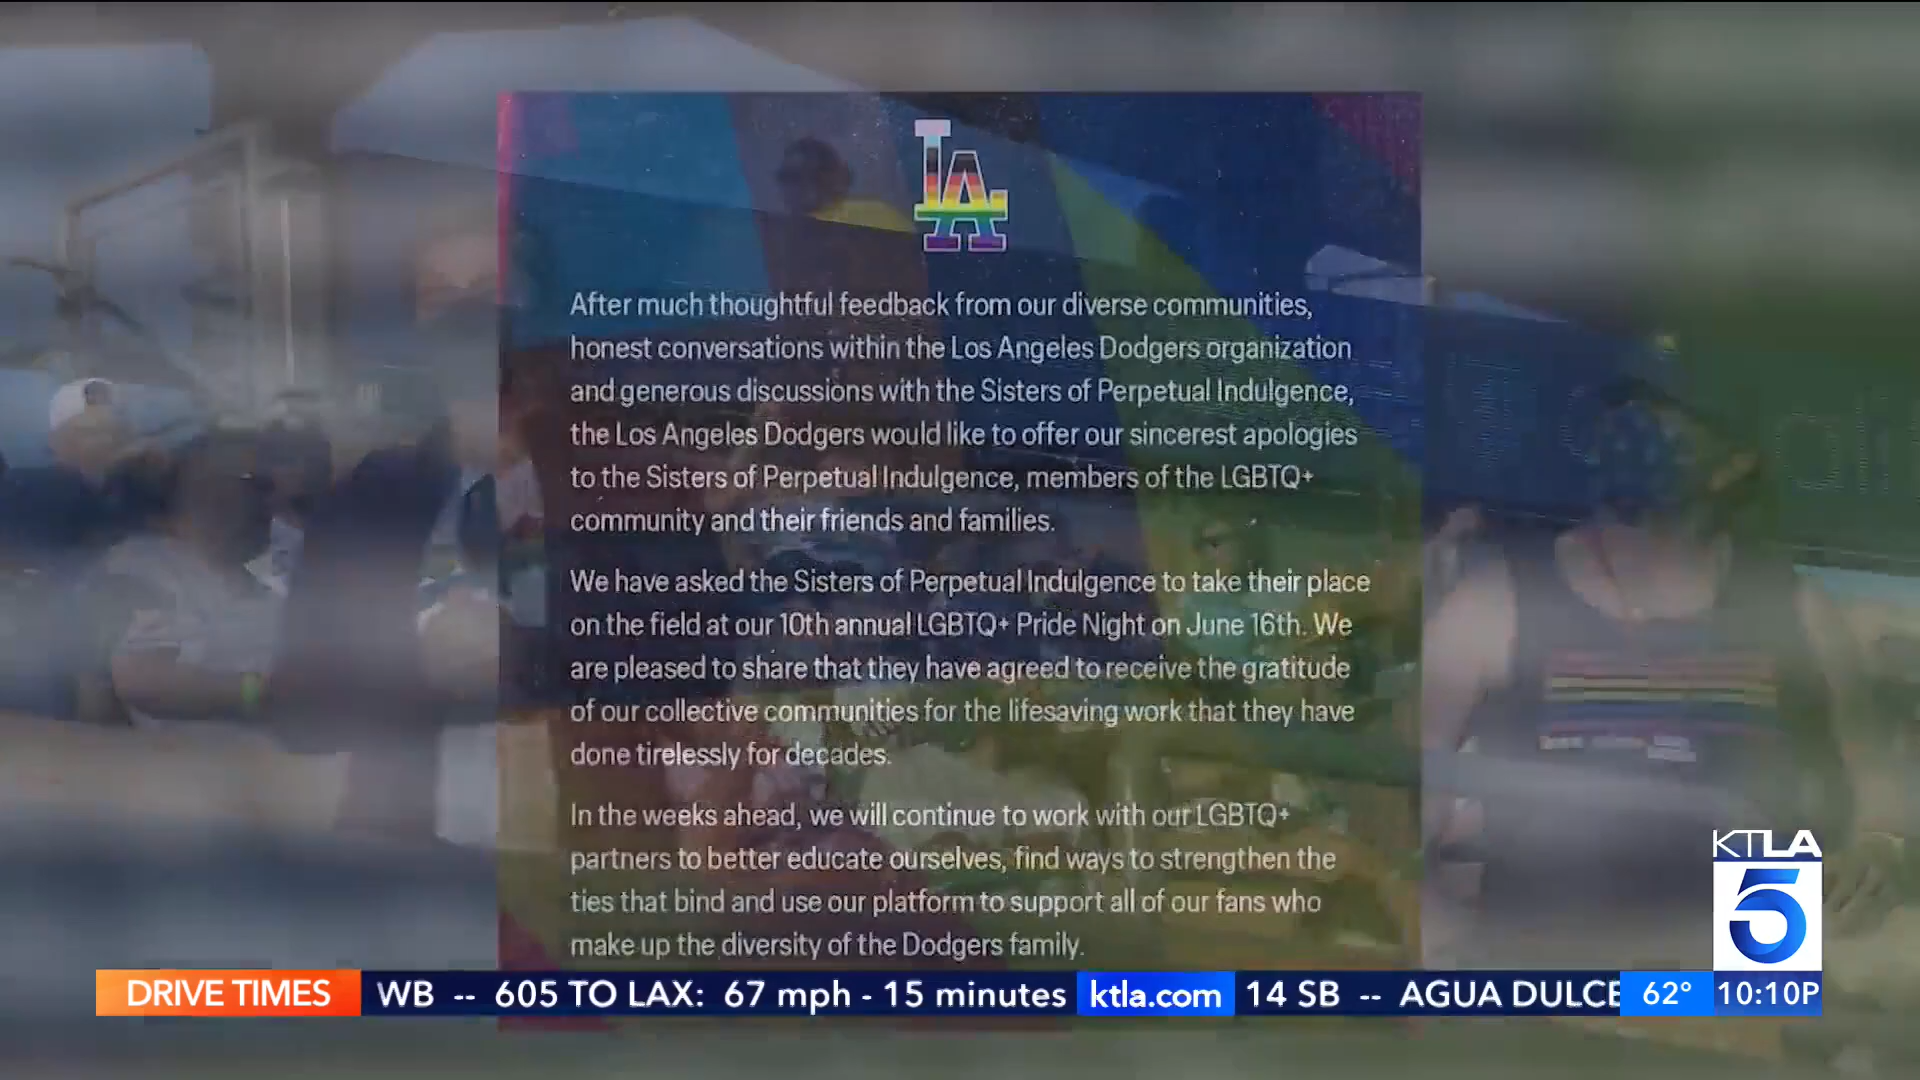 LA
After much thoughtful feedback from our diverse communities,
honest conversations within the Los Angeles Dodgers organization
and generous discussions with the Sisters of Perpetual Indulgence,
the Los Angeles Dodgers would like to offer our sincerest apologies
to the Sisters of Perpetual Indulgence, members of the LGBTQ+
community and their friends and families.
We have asked the Sisters of Perpetual Indulgence to take their place
on the field at our 10th annual LGBTQ+ Pride Night on June 16th. We
are pleased to share that they have agreed to receive the gratitude
of our collective communities for the lifesaving work that they have
done tirelessly for decades.
In the weeks ahead, we will continue to work with our LGBTQ+
partners to better educate ourselves, find ways to strengthen the
ties that bind and use our platform to support all of our fans who
make up the diversity of the Dodgers family.
KTLA
5
DRIVE TIMES WB -- 605 TO LAX: 67 mph - 15 minutes ktla.com 14 SB -- AGUA DULCE 62° 10:10P